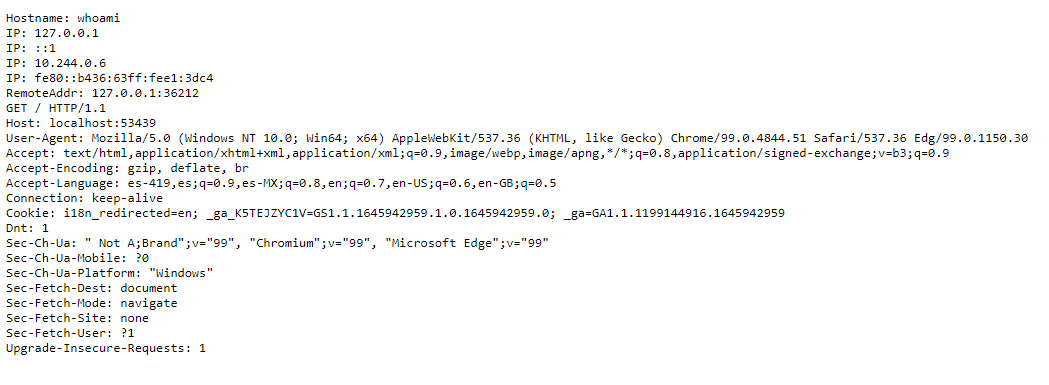 Hostname: whoami
IP: 127.0.0.1
IP: ::1
IP: 10.244.0.6
IP: fe80::b436:63ff:fee1:3dc4
RemoteAddr: 127.0.0.1:36212
GET / HTTP/1.1
Host: localhost:53439
User-Agent: Mozilla/5.0 (Windows NT 10.0; Win64; x64) AppleWebKit/537.36 (KHTML, like Gecko) Chrome/99.0.4844.51 Safari/537.36 Edg/99.0.1150.30
Accept: text/html,application/xhtml+xml,application/xml;q=0.9,image/webp,image/apng,*/*;q=0.8,application/signed-exchange;v=b3;q=0.9
Accept-Encoding: gzip, deflate, br
Accept-Language: es-419,es;q=0.9,es-MX;q=0.8,en;q=0.7,en-US;q=0.6,en-GB;q=0.5
Connection: keep-alive
Cookie: i18n_redirected=en; _ga_K5TEJZYC1V=GS1.1.1645942959.1.0.1645942959.0; _ga=GA1.1.1199144916.1645942959
Dnt: 1
Sec-Ch-Ua: " Not A;Brand";v="99", "Chromium";v="99", "Microsoft Edge";v="99"
Sec-Ch-Ua-Mobile: ?0
Sec-Ch-Ua-Platform: "Windows"
Sec-Fetch-Dest: document
Sec-Fetch-Mode: navigate
Sec-Fetch-Site: none
Sec-Fetch-User: ?1
Upgrade-Insecure-Requests: 1